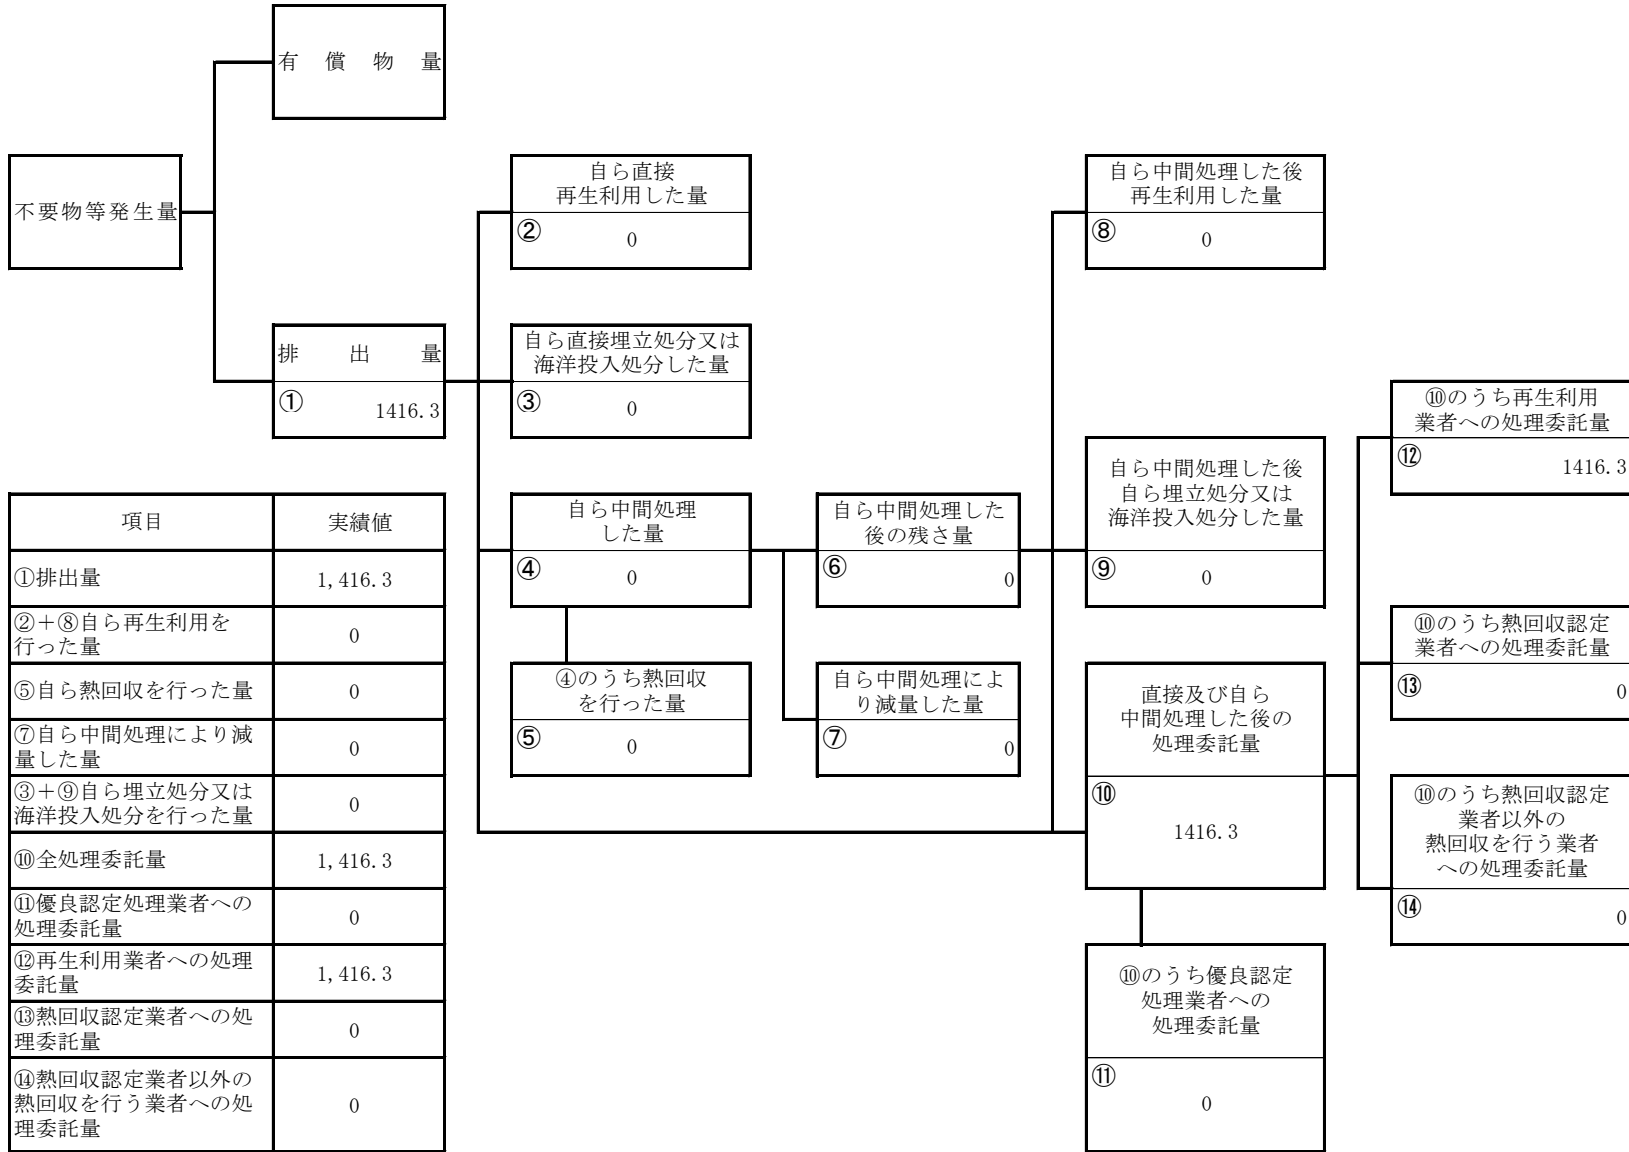 有償物量
不要物等発生量
排出量
①
1416.3
自ら直接
再生利用した量
②
0
自ら直接埋立処分又は
海洋投入処分した量
③
0
自ら中間処理
した量
④
0
④のうち熱回収
を行った量
⑤
0
自ら中間処理した
後の残さ量
⑥
0
自ら中間処理によ
り減量した量
⑦
0
自ら中間処理した後
再生利用した量
⑧
0
自ら中間処理した後
自ら埋立処分又は
海洋投入処分した量
⑨
0
直接及び自ら
中間処理した後の
処理委託量
⑩
1416.3
⑩のうち優良認定
処理業者への
処理委託量
⑪
0
⑩のうち再生利用
業者への処理委託量
⑫
1416.3
⑩のうち熱回収認定
業者への処理委託量
⑬
0
⑩のうち熱回収認定
業者以外の
熱回収を行う業者
への処理委託量
⑭
0
項目 実績値
①排出量 1,416.3
②＋⑧自ら再生利用を
行った量 0
⑤自ら熱回収を行った量 0
⑦自ら中間処理により減
量した量 0
③＋⑨自ら埋立処分又は
海洋投入処分を行った量 0
⑩全処理委託量 1,416.3
⑪優良認定処理業者への
処理委託量 0
⑫再生利用業者への処理
委託量 1,416.3
⑬熱回収認定業者への処
理委託量 0
⑭熱回収認定業者以外の
熱回収を行う業者への処
理委託量 0